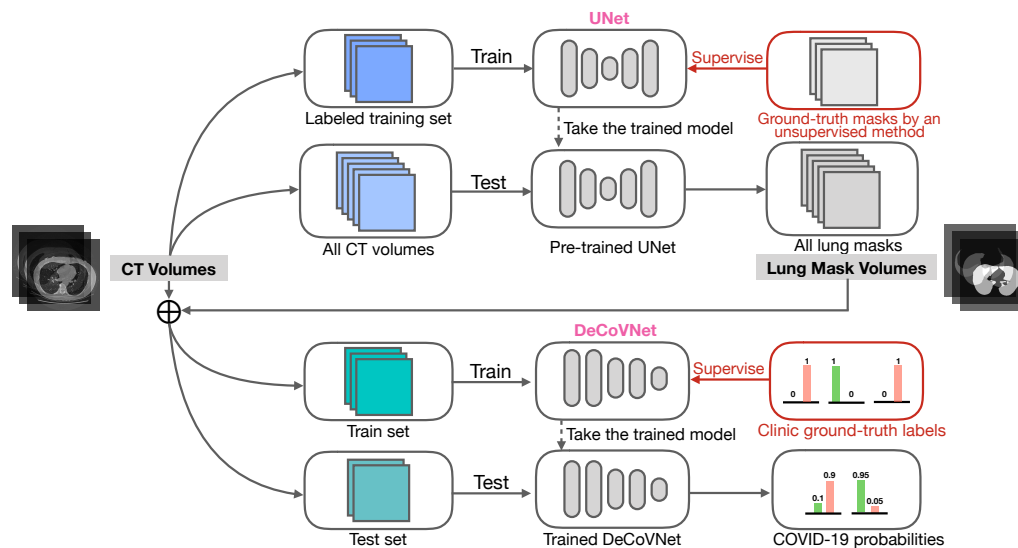 UNet
Train
Supervise
Labeled training set
Ground-truth masks by an
unsupervised method
Take the trained model
Test
All CT volumes
Pre-trained UNet
All lung masks
CT Volumes
Lung Mask Volumes
DeCoVNet
Train
Supervise
0
1
1
0
0
1
Train set
Clinic ground-truth labels
Take the trained model
Test
0.1
0.9
0.95
0.05
Test set
Trained DeCoVNet
COVID-19 probabilities